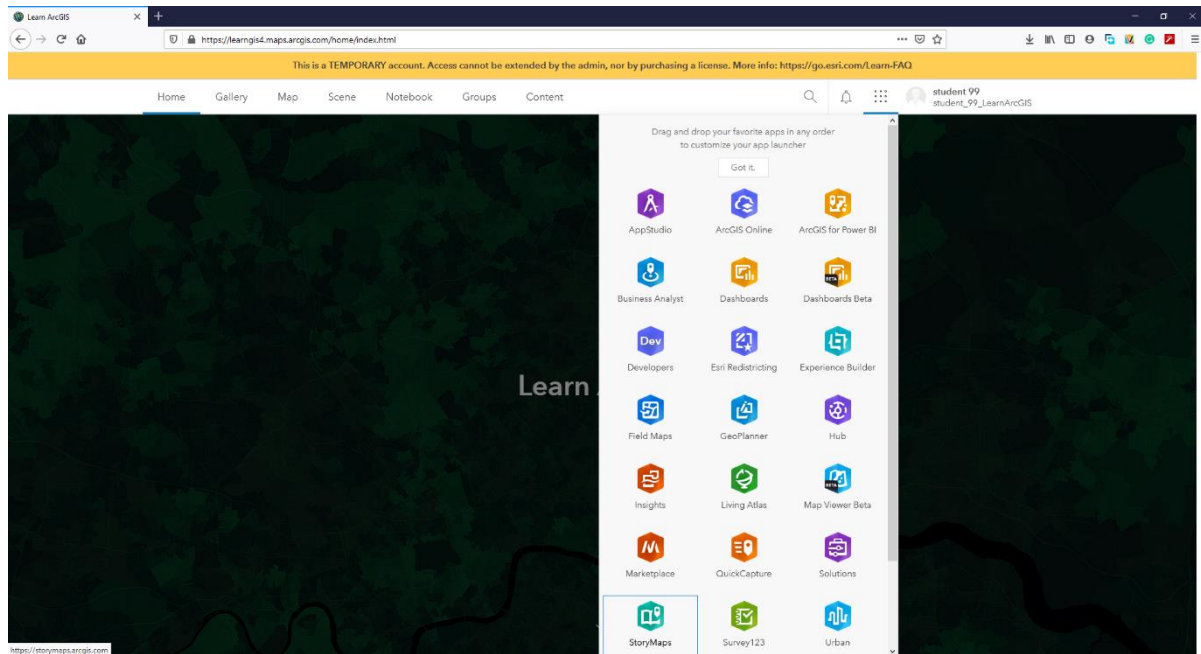 Learn ArcGIS
https://learngis4.maps.arcgis.com/home/index.html
This is a TEMPORARY account. Access cannot be extended by the admin, nor by purchasing a license. More info: https://go.esri.com/Learn-FAQ
Home Gallery Map Scene Notebook Groups Content
student 99
student_99_LearnArcGIS
Drag and drop your favorite apps in any order
to customize your app launcher
Got it.
AppStudio ArcGIS Online ArcGIS for Power BI
BETA
Business Analyst Dashboards Dashboards Beta
Dev
Developers Esri Redistricting Experience Builder
Learn
Field Maps GeoPlanner Hub
BETA
Insights Living Atlas Map Viewer Beta
Marketplace QuickCapture Solutions
StoryMaps Survey123 Urban
https://storymaps.arcgis.com